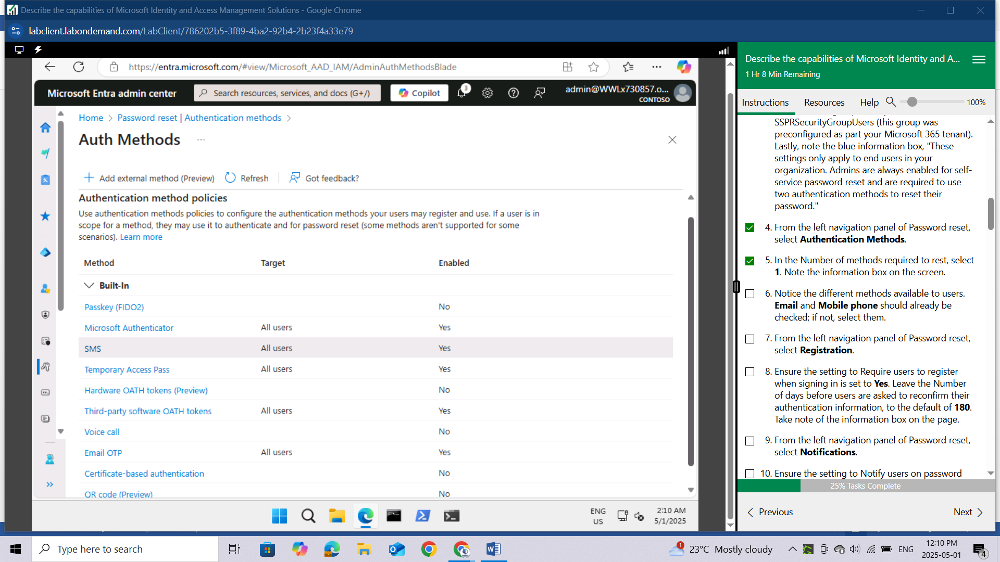 Describe the capabilities of Microsoft Identity and Access Management Solutions - Google Chrome
labclient.labondemand.com/LabClient/786202b5-3f89-4ba2-92b4-2b23f4a33e79
https://entra.microsoft.com/#view/Microsoft_AAD_IAM/AdminAuthMethodsBlade
Microsoft Entra admin center
Search resources, services, and docs (G+/)
Copilot
3
admin@WWLx730857.o...
CONTOSO
Home > Password reset | Authentication methods >
Auth Methods ...
Add external method (Preview)
Refresh
Got feedback?
Authentication method policies
Use authentication methods policies to configure the authentication methods your users may register and use. If a user is in
scope for a method, they may use it to authenticate and for password reset (some methods aren't supported for some
scenarios). Learn more
Method Target Enabled
Built-In
Passkey (FIDO2) No
Microsoft Authenticator All users Yes
SMS All users Yes
Temporary Access Pass All users Yes
Hardware OATH tokens (Preview) No
Third-party software OATH tokens All users Yes
Voice call No
Email OTP All users Yes
Certificate-based authentication No
QR code (Preview) No
ENG
US
2:10 AM
5/1/2025
Describe the capabilities of Microsoft Identity and A...
1 Hr 8 Min Remaining
Instructions Resources Help 100%
SSPRSecurityGroupUsers (this group was
preconfigured as part your Microsoft 365 tenant).
Lastly, note the blue information box, "These
settings only apply to end users in your
organization. Admins are always enabled for self-
service password reset and are required to use
two authentication methods to reset their
password."
4. From the left navigation panel of Password reset,
select Authentication Methods.
5. In the Number of methods required to rest, select
1. Note the information box on the screen.
6. Notice the different methods available to users.
Email and Mobile phone should already be
checked; if not, select them.
7. From the left navigation panel of Password reset,
select Registration.
8. Ensure the setting to Require users to register
when signing in is set to Yes. Leave the Number
of days before users are asked to reconfirm their
authentication information, to the default of 180.
Take note of the information box on the page.
9. From the left navigation panel of Password reset,
select Notifications.
10. Ensure the setting to Notify users on password
25% Tasks Complete
Previous
Next
Type here to search
1
23°C Mostly cloudy
ENG
12:10 PM
2025-05-01
4